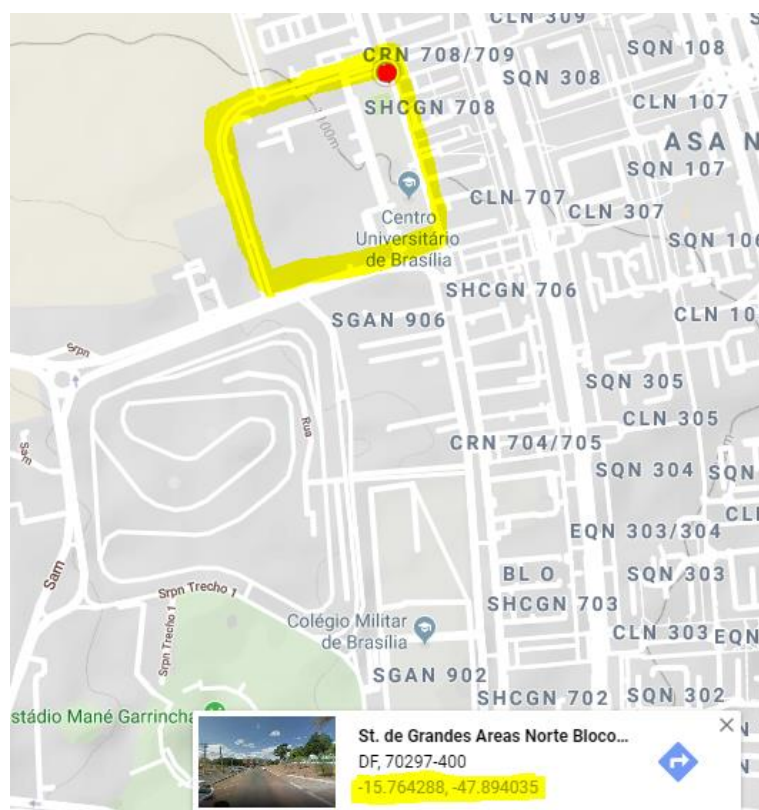 CLN 309
CRN 708/709
SQN 108
SQN 308
CLN 107
SHCGN 708
1100m
ASA N
SQN 107
CLN 707
CLN 307
Centro
Universitário
de Brasília
SQN 106
SHCGN 706
CLN 10
SGAN 906
Srpn
SQN 305
CLN 305
Rua
Sam
CRN 704/705
SQN 304
SQN
CL
EQN 303/304
Sam
BL O
SQN 303
Srpn Trecho 1
SHCGN 703
Srpn Trecho 1
Colégio Militar
de Brasília
CLN 303
EQN
SGAN 902
SHCGN 702
SQN 302
stádio Mané Garrinch
St. de Grandes Areas Norte Bloco...
DF, 70297-400
-15.764288, -47.894035